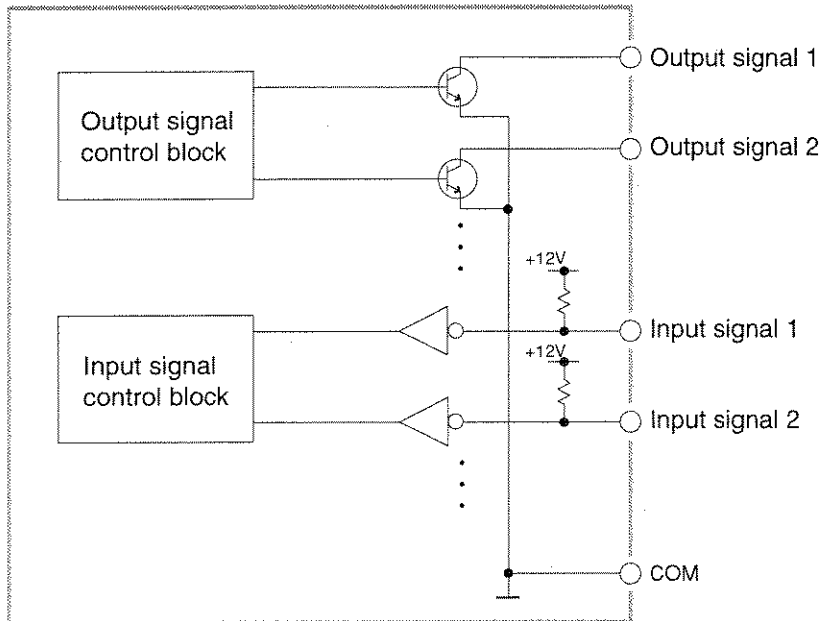 Output signal 1
Output signal
control block
Output signal 2
+12V
Input signal 1
+12V
Input signal
control block
Input signal 2
COM